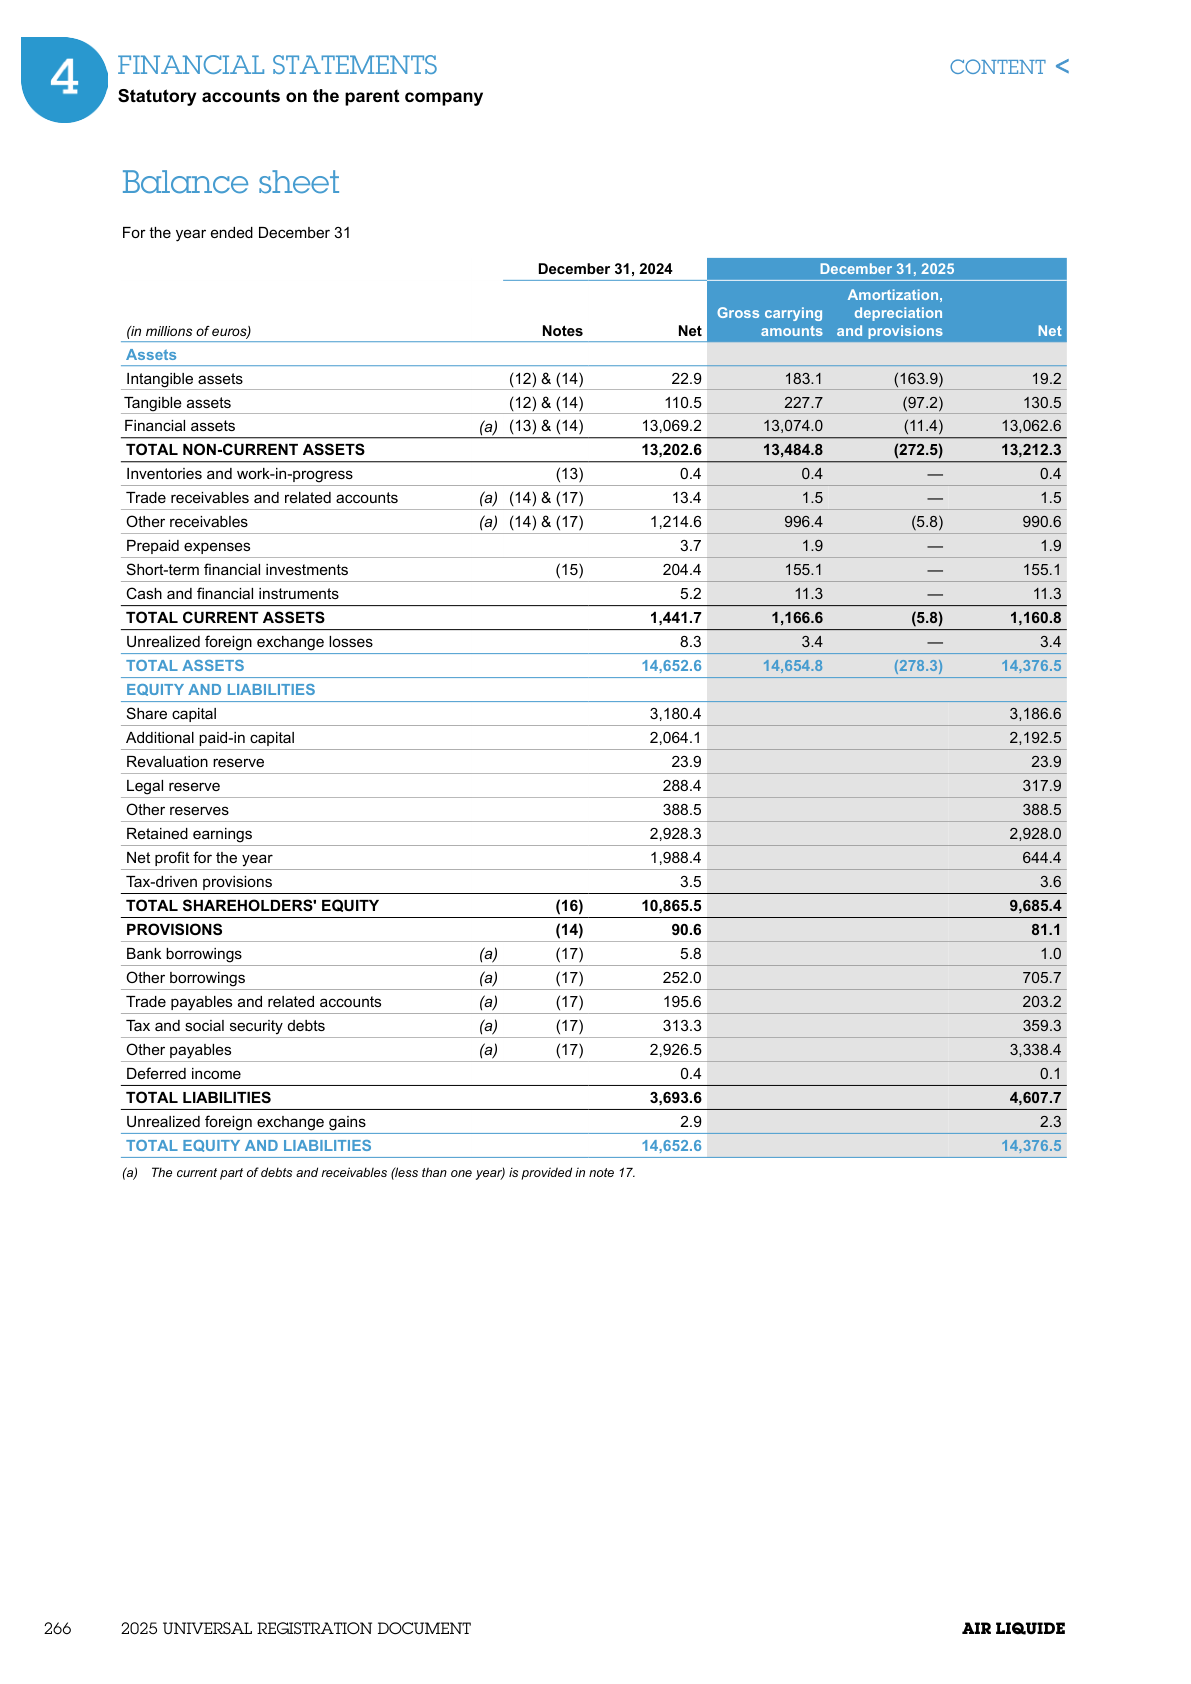 4
FINANCIAL STATEMENTS
CONTENT <
Statutory accounts on the parent company
Balance sheet
For the year ended December 31
December 31, 2024 December 31, 2025
(in millions of euros) Notes Net Gross carrying amounts Amortization, depreciation and provisions Net
Assets
Intangible assets (12) & (14) 22.9 183.1 (163.9) 19.2
Tangible assets (12) & (14) 110.5 227.7 (97.2) 130.5
Financial assets (a) (13) & (14) 13,069.2 13,074.0 (11.4) 13,062.6
TOTAL NON-CURRENT ASSETS 13,202.6 13,484.8 (272.5) 13,212.3
Inventories and work-in-progress (13) 0.4 0.4 — 0.4
Trade receivables and related accounts (a) (14) & (17) 13.4 1.5 — 1.5
Other receivables (a) (14) & (17) 1,214.6 996.4 (5.8) 990.6
Prepaid expenses 3.7 1.9 — 1.9
Short-term financial investments (15) 204.4 155.1 — 155.1
Cash and financial instruments 5.2 11.3 — 11.3
TOTAL CURRENT ASSETS 1,441.7 1,166.6 (5.8) 1,160.8
Unrealized foreign exchange losses 8.3 3.4 — 3.4
TOTAL ASSETS 14,652.6 14,654.8 (278.3) 14,376.5
EQUITY AND LIABILITIES
Share capital 3,180.4 3,186.6
Additional paid-in capital 2,064.1 2,192.5
Revaluation reserve 23.9 23.9
Legal reserve 288.4 317.9
Other reserves 388.5 388.5
Retained earnings 2,928.3 2,928.0
Net profit for the year 1,988.4 644.4
Tax-driven provisions 3.5 3.6
TOTAL SHAREHOLDERS' EQUITY (16) 10,865.5 9,685.4
PROVISIONS (14) 90.6 81.1
Bank borrowings (a) (17) 5.8 1.0
Other borrowings (a) (17) 252.0 705.7
Trade payables and related accounts (a) (17) 195.6 203.2
Tax and social security debts (a) (17) 313.3 359.3
Other payables (a) (17) 2,926.5 3,338.4
Deferred income 0.4 0.1
TOTAL LIABILITIES 3,693.6 4,607.7
Unrealized foreign exchange gains 2.9 2.3
TOTAL EQUITY AND LIABILITIES 14,652.6 14,376.5
(a) The current part of debts and receivables (less than one year) is provided in note 17.
266 2025 UNIVERSAL REGISTRATION DOCUMENT AIR LIQUIDE